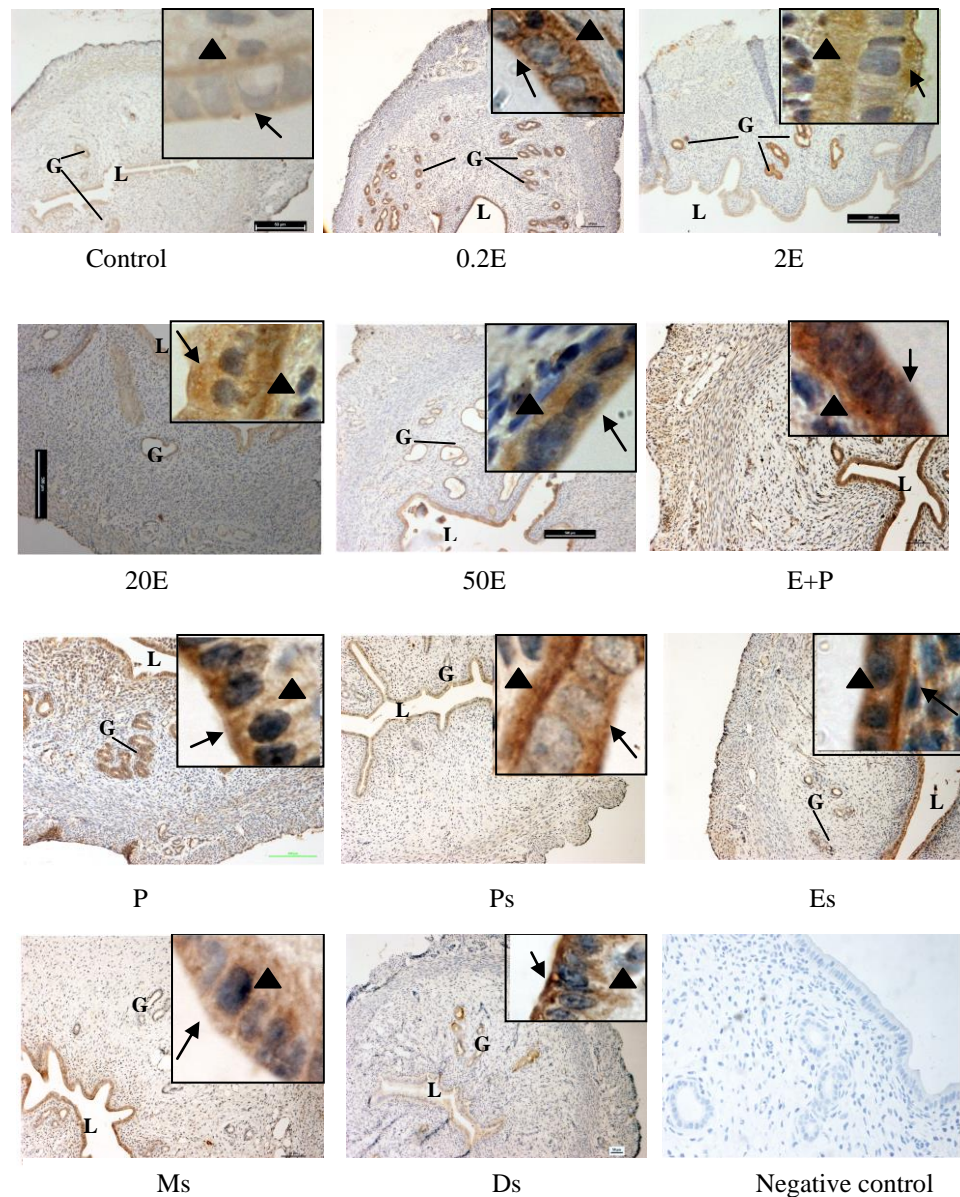 G L
Control
G L
0.2E
G L
2E
L G
20E
G L
50E
L
E+P
L G
P
G L
Ps
G L
Es
G L
Ms
G L
Ds
Negative control